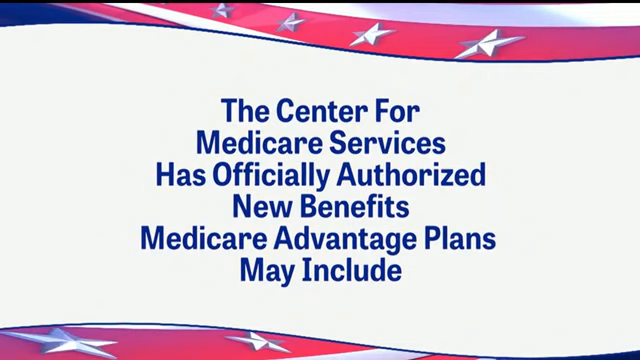 The Center For
Medicare Services
Has Officially Authorized
New Benefits
Medicare Advantage Plans
May Include